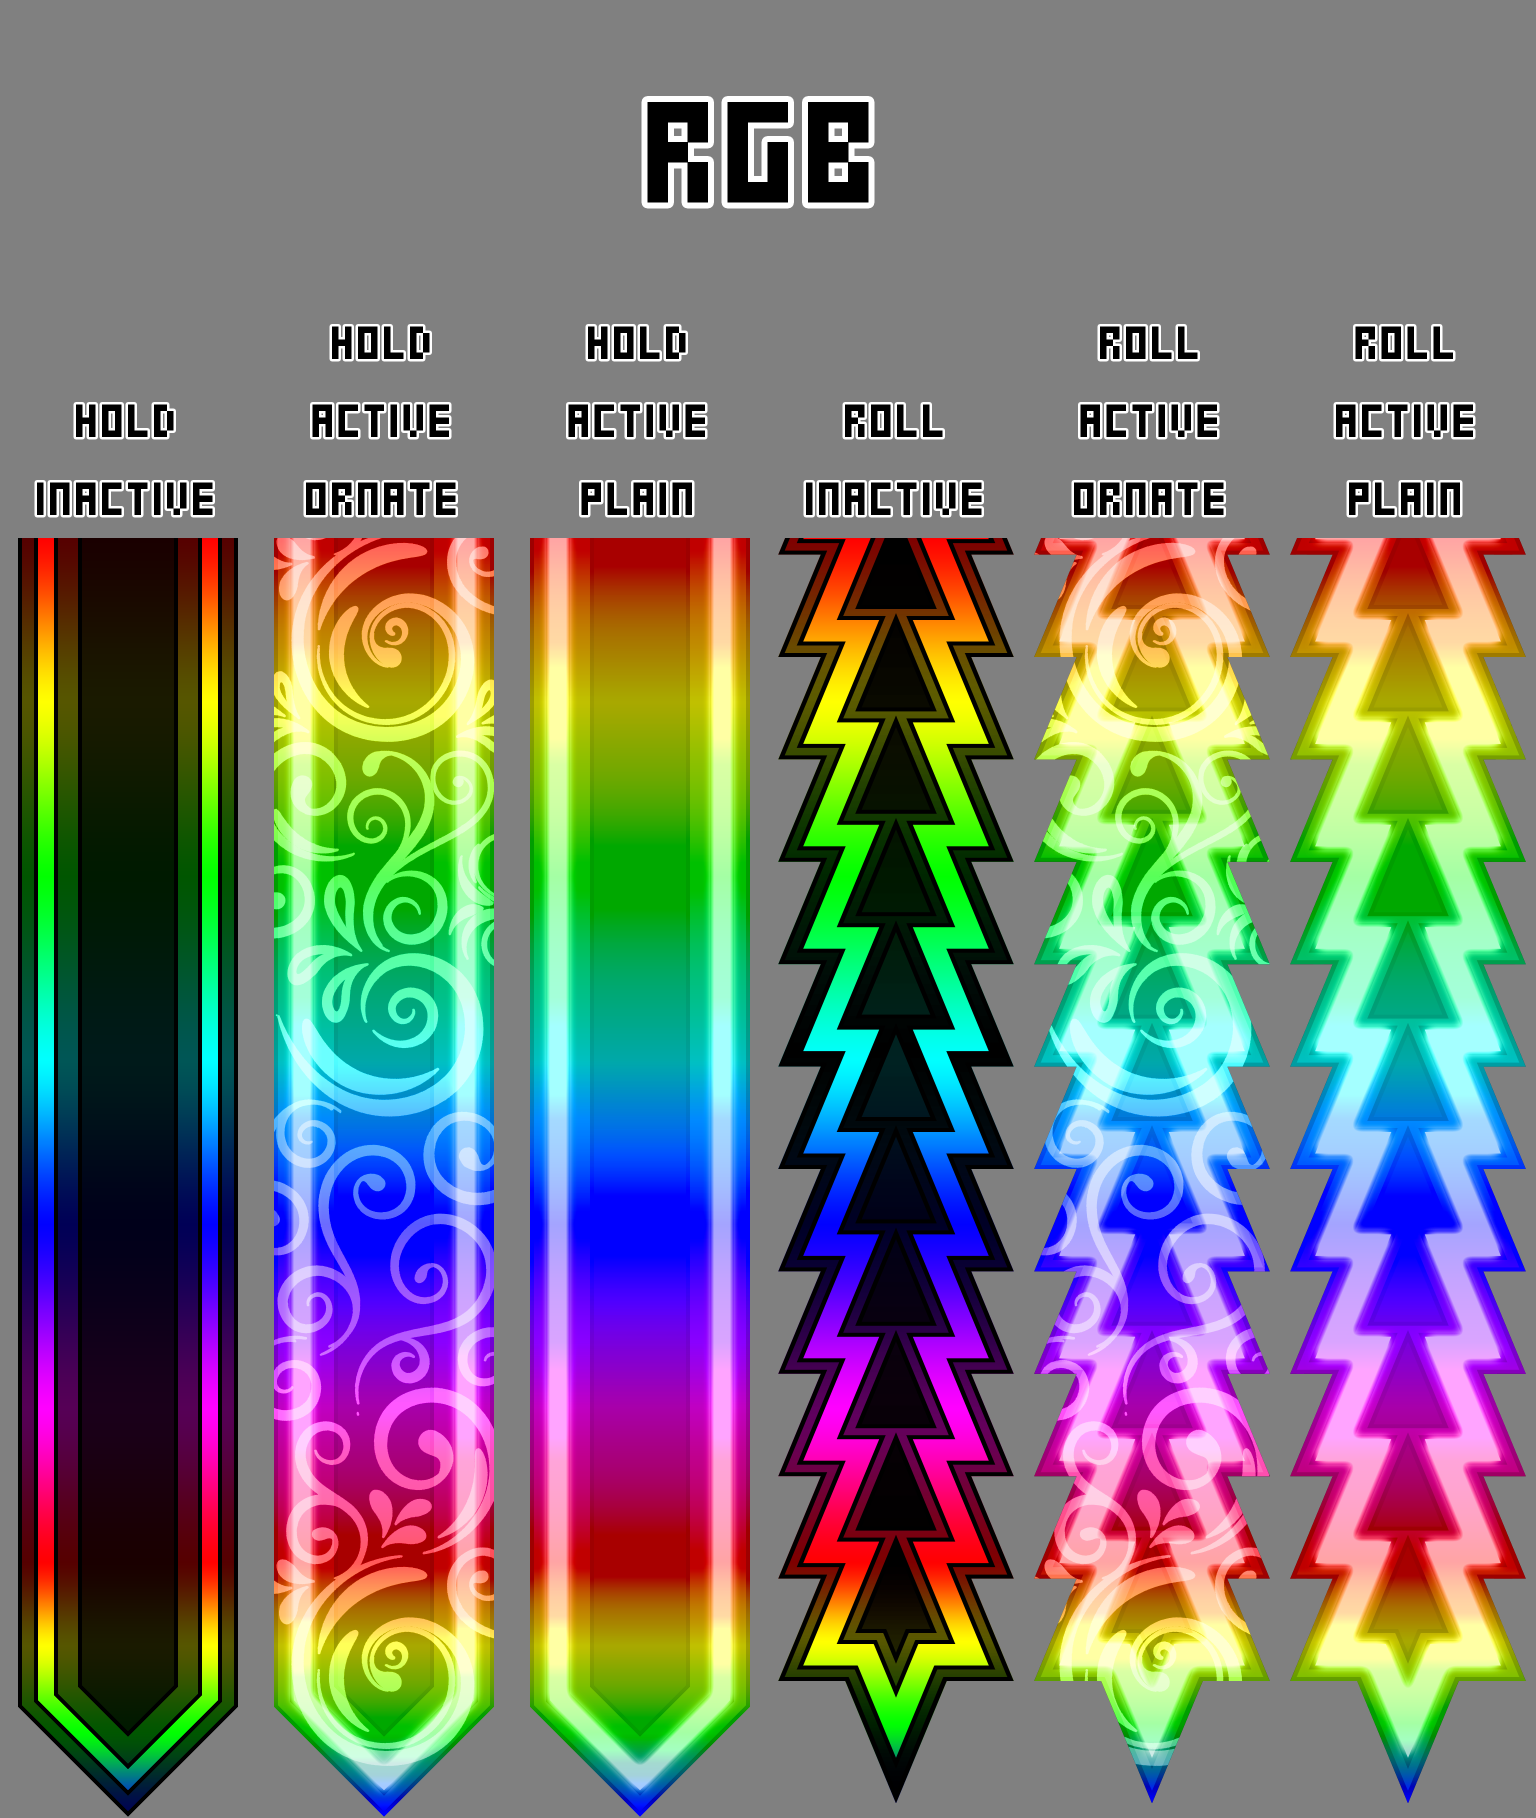 RGB
HOLD INACTIVE
HOLD ACTIVE ORNATE
HOLD ACTIVE PLAIN
ROLL INACTIVE
ROLL ACTIVE ORNATE
ROLL ACTIVE PLAIN